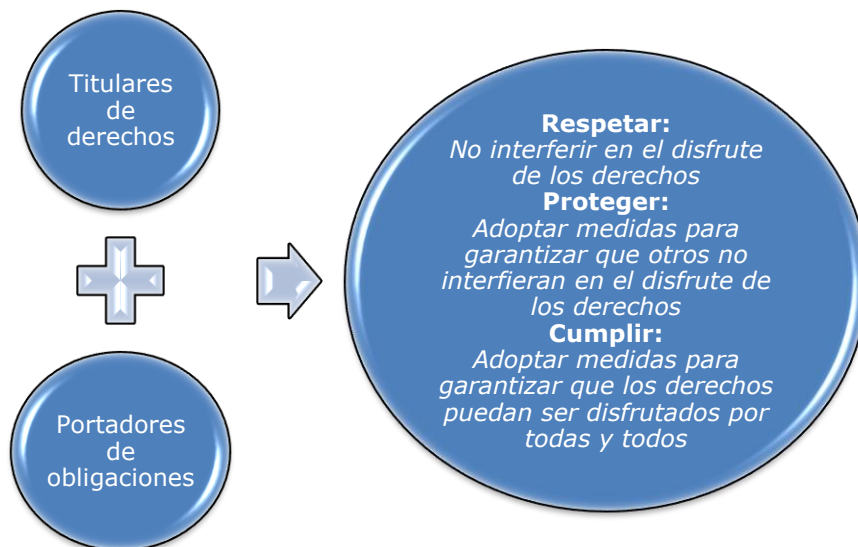 Titulares
de
derechos
Portadores
de
obligaciones
Respetar:
No interferir en el disfrute
de los derechos
Proteger:
Adoptar medidas para
garantizar que otros no
interfieran en el disfrute de
los derechos
Cumplir:
Adoptar medidas para
garantizar que los derechos
puedan ser disfrutados por
todas y todos